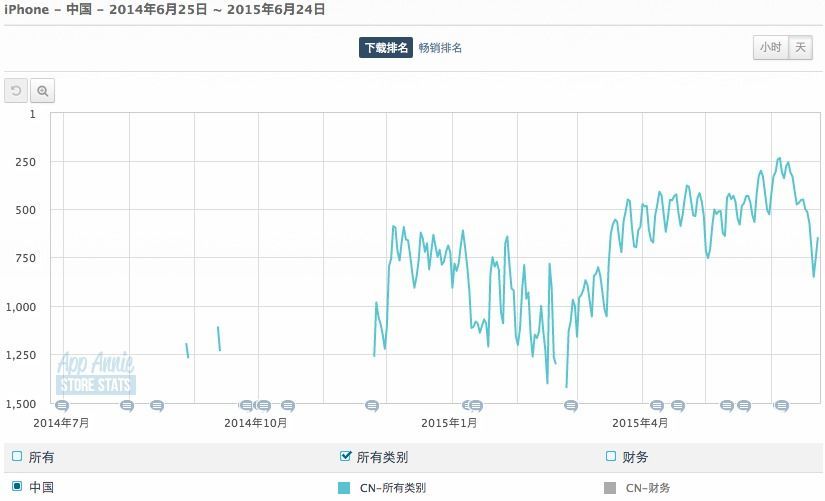 iPhone – 中国 – 2014年6月25日 ~ 2015年6月24日
下载排名 畅销排名 小时 天
1
250
500
750
1,000
1,250
1,500
App Annie
STORE STATS
2014年7月 2014年10月 2015年1月 2015年4月
所有 所有类别 财务
中国 CN-所有类别 CN-财务